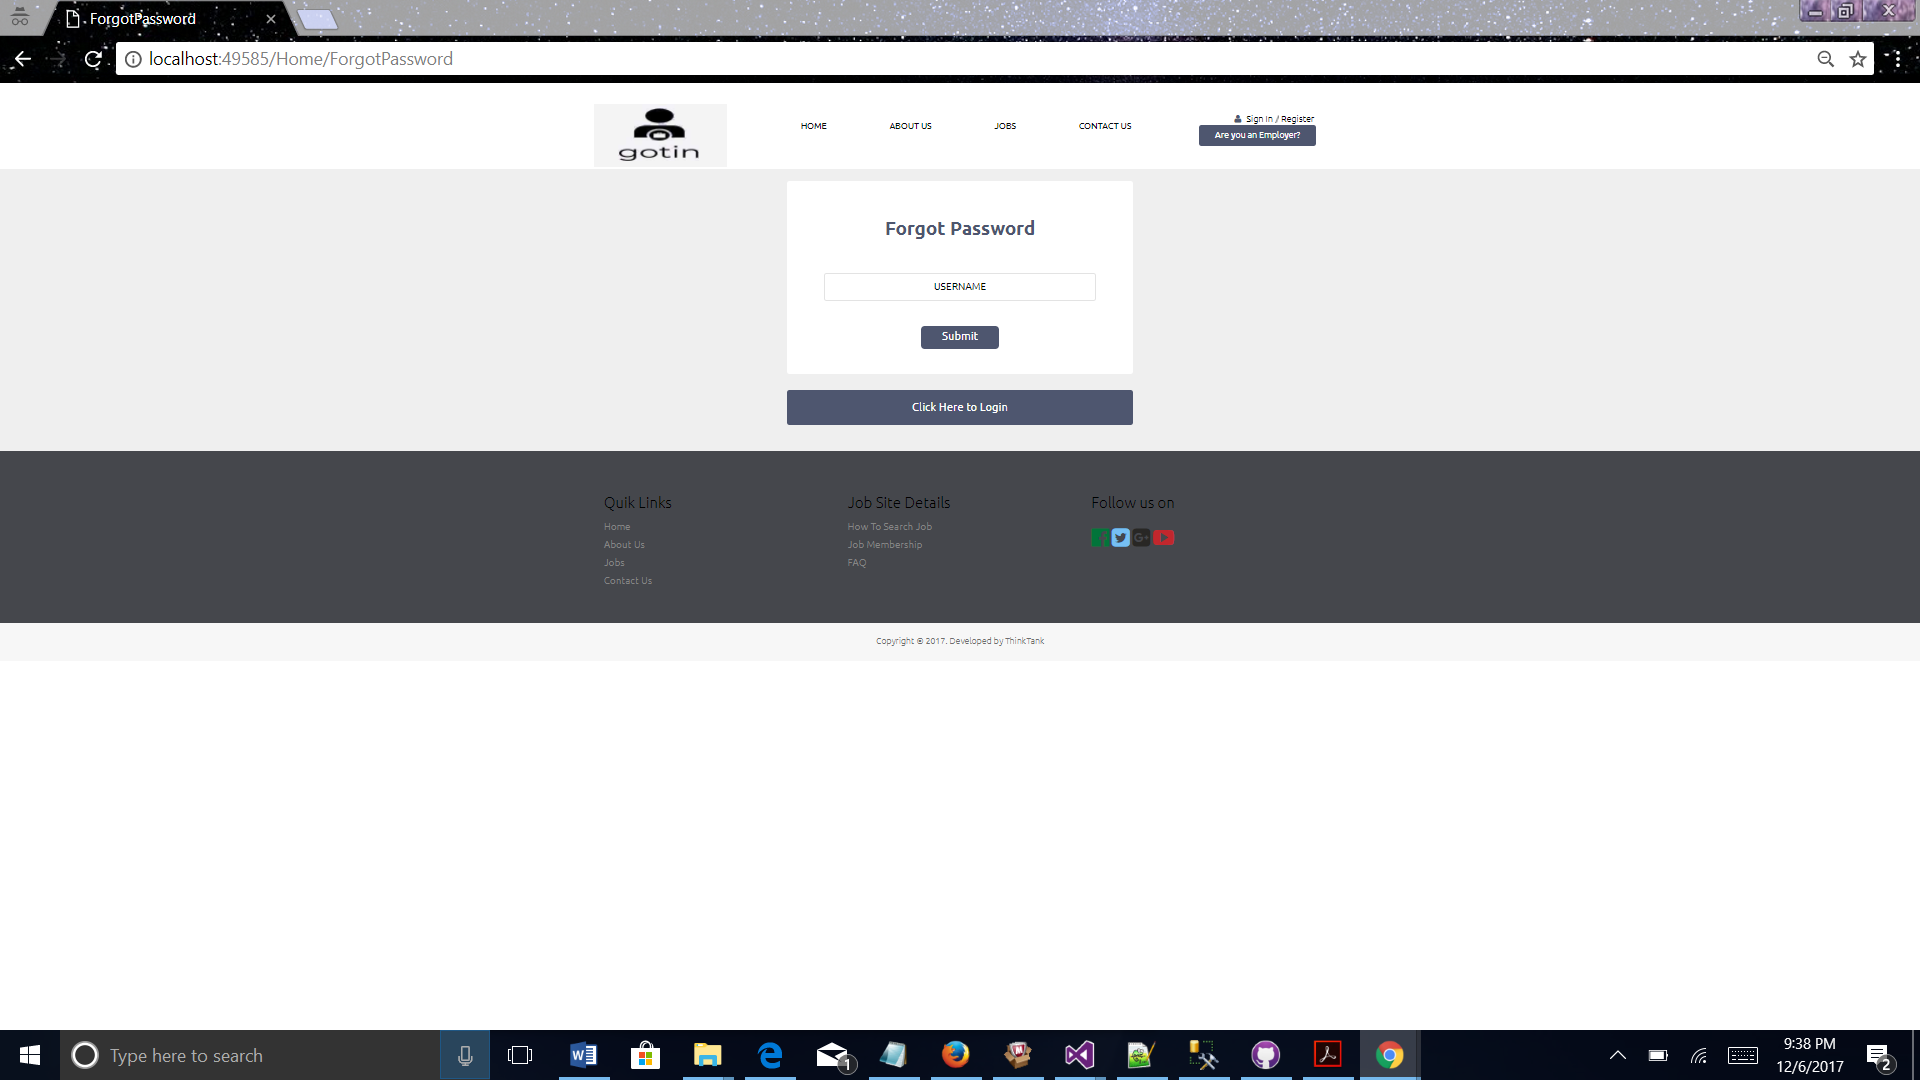 ForgotPassword
localhost:49585/Home/ForgotPassword
gotin
HOME
ABOUT US
JOBS
CONTACT US
Sign In / Register
Are you an Employer?
Forgot Password
USERNAME
Submit
Click Here to Login
Quik Links
Home
About Us
Jobs
Contact Us
Job Site Details
How To Search Job
Job Membership
FAQ
Follow us on
Copyright © 2017. Developed by ThinkTank
Type here to search
1
9:38 PM
12/6/2017
2